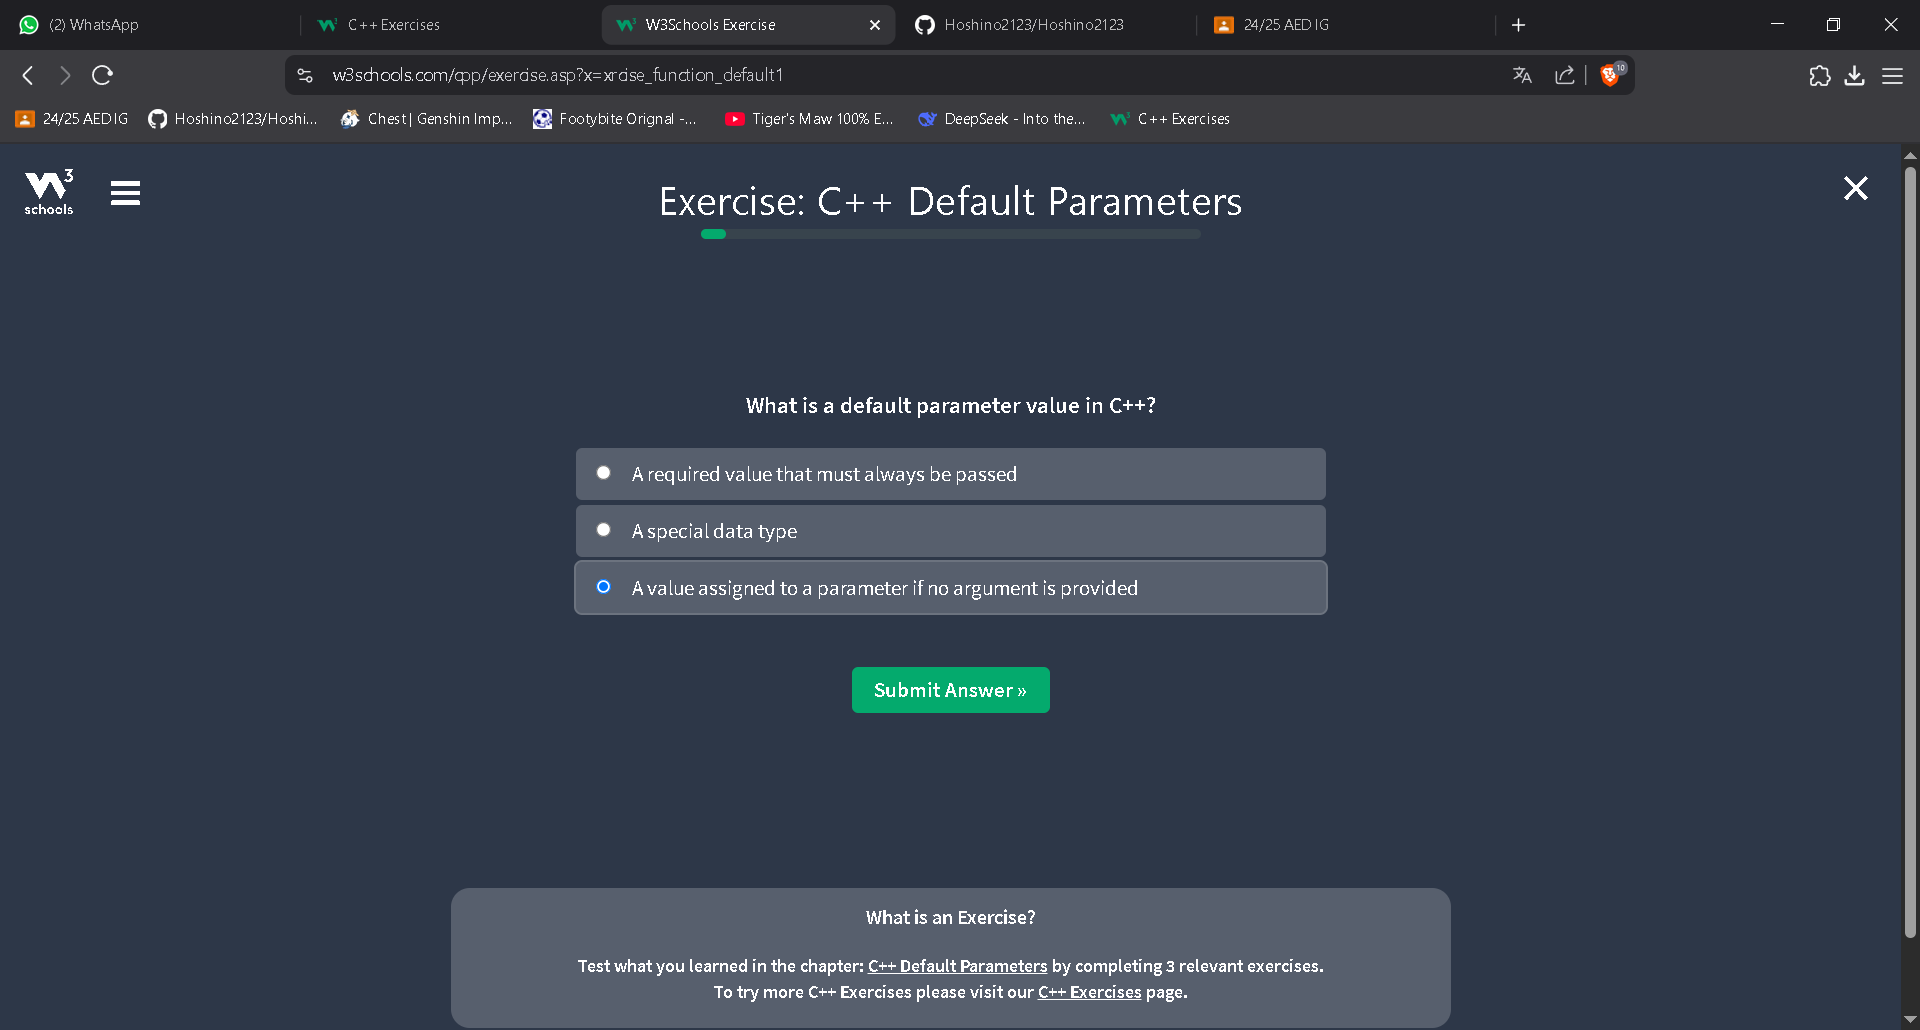 (2) WhatsApp
C++ Exercises
W3Schools Exercise
Hoshino2123/Hoshino2123
24/25 AED IG
w3schools.com/cpp/exercise.asp?x=xrcise_function_default1
10
24/25 AED IG
Hoshino2123/Hoshi...
Chest | Genshin Imp...
Footybite Orignal -...
Tiger's Maw 100% E...
DeepSeek - Into the...
C++ Exercises
W3
schools
Exercise: C++ Default Parameters
What is a default parameter value in C++?
A required value that must always be passed
A special data type
A value assigned to a parameter if no argument is provided
Submit Answer »
What is an Exercise?
Test what you learned in the chapter: C++ Default Parameters by completing 3 relevant exercises.
To try more C++ Exercises please visit our C++ Exercises page.